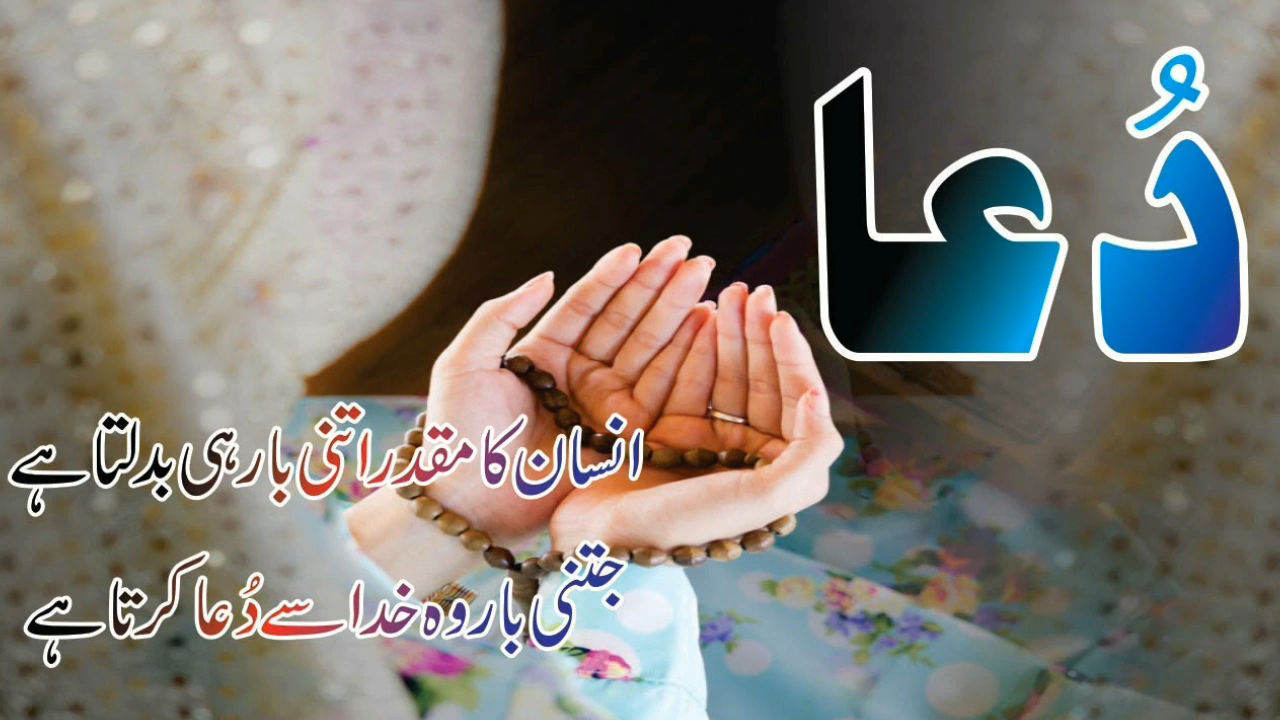 دُعا
انسان کا مقدر اتنی بار ہی بدلتا ہے
جتنی بار وہ خدا سے دُعا کرتا ہے